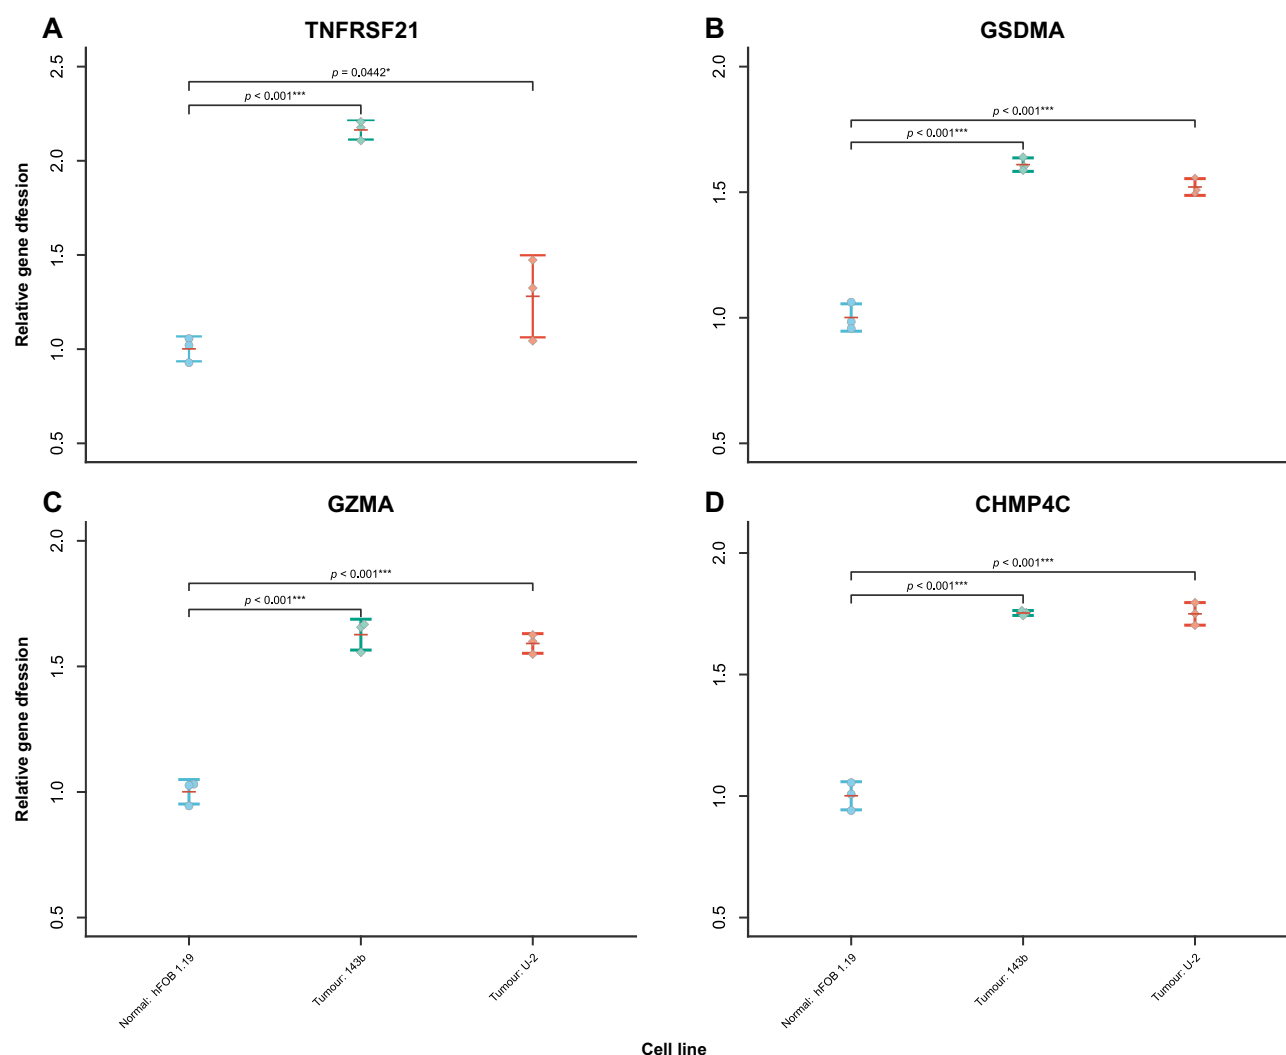 A
TNFRSF21
Relative gene dfession
2.5
2.0
1.5
1.0
0.5
p = 0.0442*
p < 0.001***
B
GSDMA
2.0
1.5
1.0
0.5
p < 0.001***
p < 0.001***
C
GZMA
Relative gene dfession
2.0
1.5
1.0
0.5
p < 0.001***
p < 0.001***
Normal: hFOB 1.19
Tumour: 143b
Tumour: U-2
D
CHMP4C
2.0
1.5
1.0
0.5
p < 0.001***
p < 0.001***
Normal: hFOB 1.19
Tumour: 143b
Tumour: U-2
Cell line